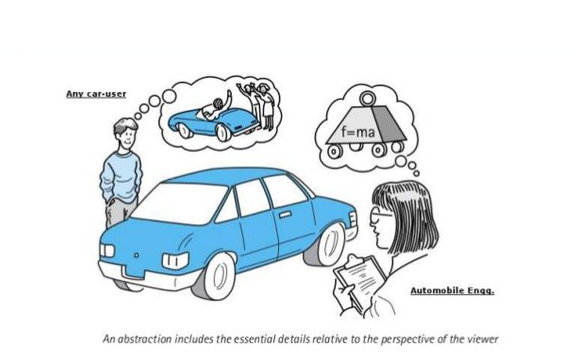 Any car-user
f=ma
Automobile Engg.
An abstraction includes the essential details relative to the perspective of the viewer